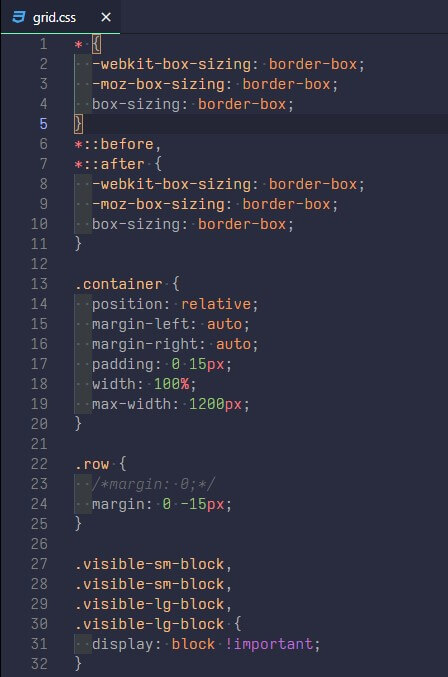 grid.css
1 * {
2 -webkit-box-sizing: border-box;
3 -moz-box-sizing: border-box;
4 box-sizing: border-box;
5 }
6 *::before,
7 *::after {
8 -webkit-box-sizing: border-box;
9 -moz-box-sizing: border-box;
10 box-sizing: border-box;
11 }
12
13 .container {
14 position: relative;
15 margin-left: auto;
16 margin-right: auto;
17 padding: 0 15px;
18 width: 100%;
19 max-width: 1200px;
20 }
21
22 .row {
23 /*margin: 0;*/
24 margin: 0 -15px;
25 }
26
27 .visible-sm-block,
28 .visible-sm-block,
29 .visible-lg-block,
30 .visible-lg-block {
31 display: block !important;
32 }